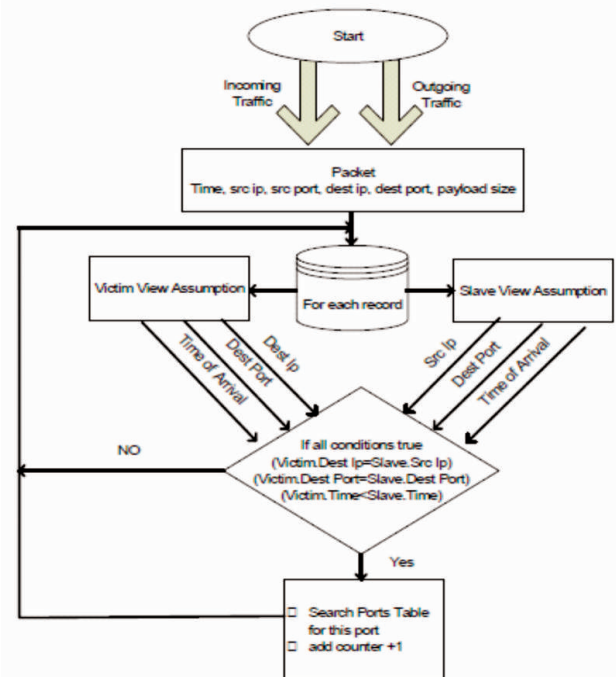 Start
Incoming
Traffic
Outgoing
Traffic
Packet
Time, src ip, src port, dest ip, dest port, payload size
Victim View Assumption
For each record
Slave View Assumption
Time of Arrival
Dest Port
Dest Ip
Src Ip
Dest Port
Time of Arrival
If all conditions true
(Victim.Dest Ip=Slave.Src Ip)
(Victim.Dest Port=Slave.Dest Port)
(Victim.Time<Slave.Time)
NO
Yes
Search Ports Table
for this port
add counter +1